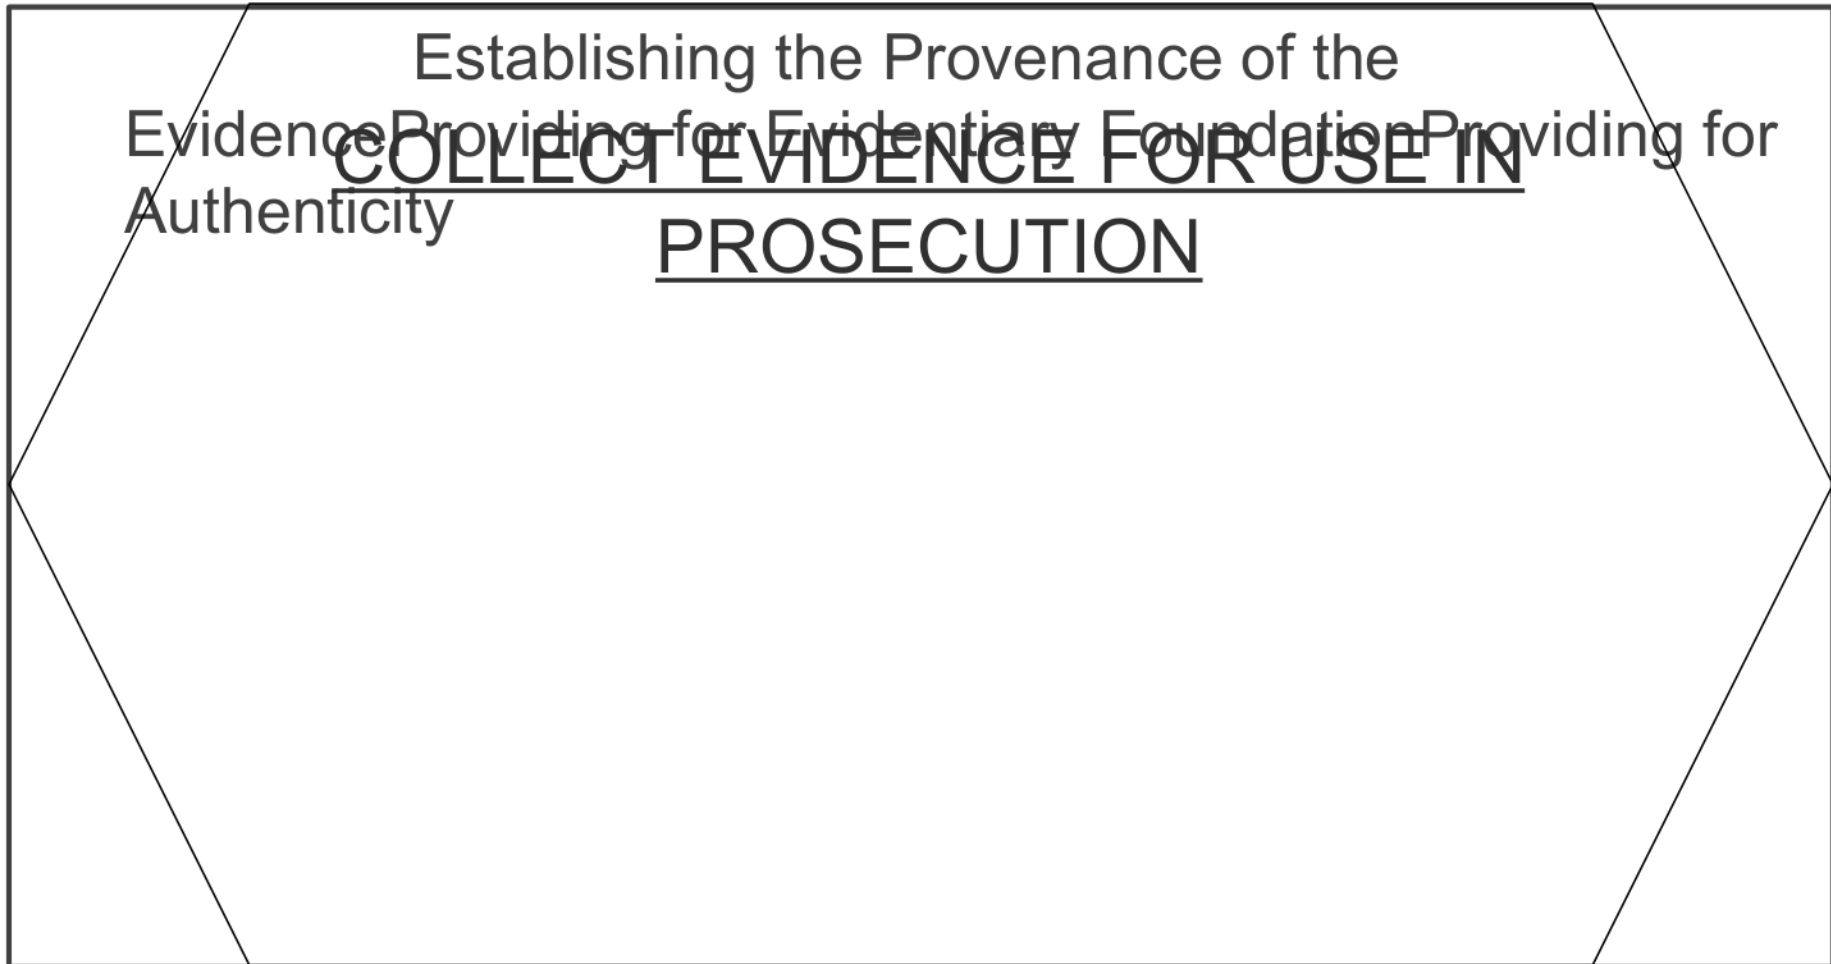 Establishing the Provenance of the
EvidenceProviding for Evidentiary FoundationProviding for
Authenticity
COLLECT EVIDENCE FOR USE IN
PROSECUTION